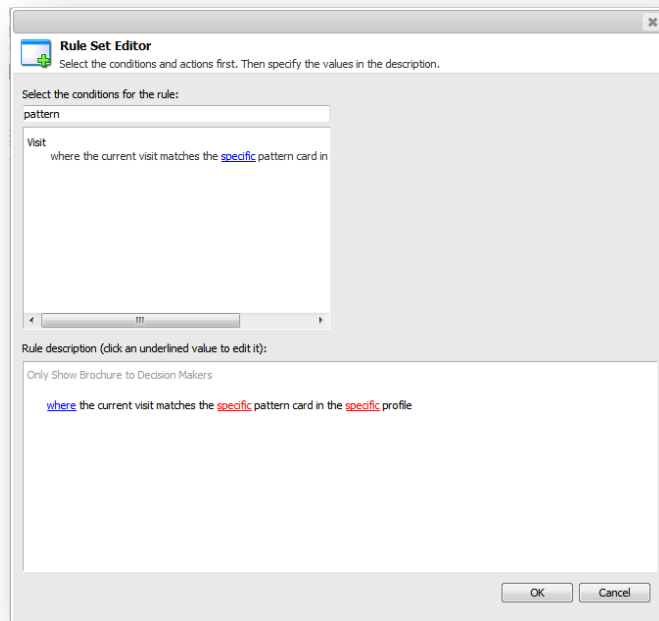 Rule Set Editor
Select the conditions and actions first. Then specify the values in the description.
Select the conditions for the rule:
pattern
Visit
where the current visit matches the specific pattern card in
Rule description (click an underlined value to edit it):
Only Show Brochure to Decision Makers
where the current visit matches the specific pattern card in the specific profile
OK
Cancel